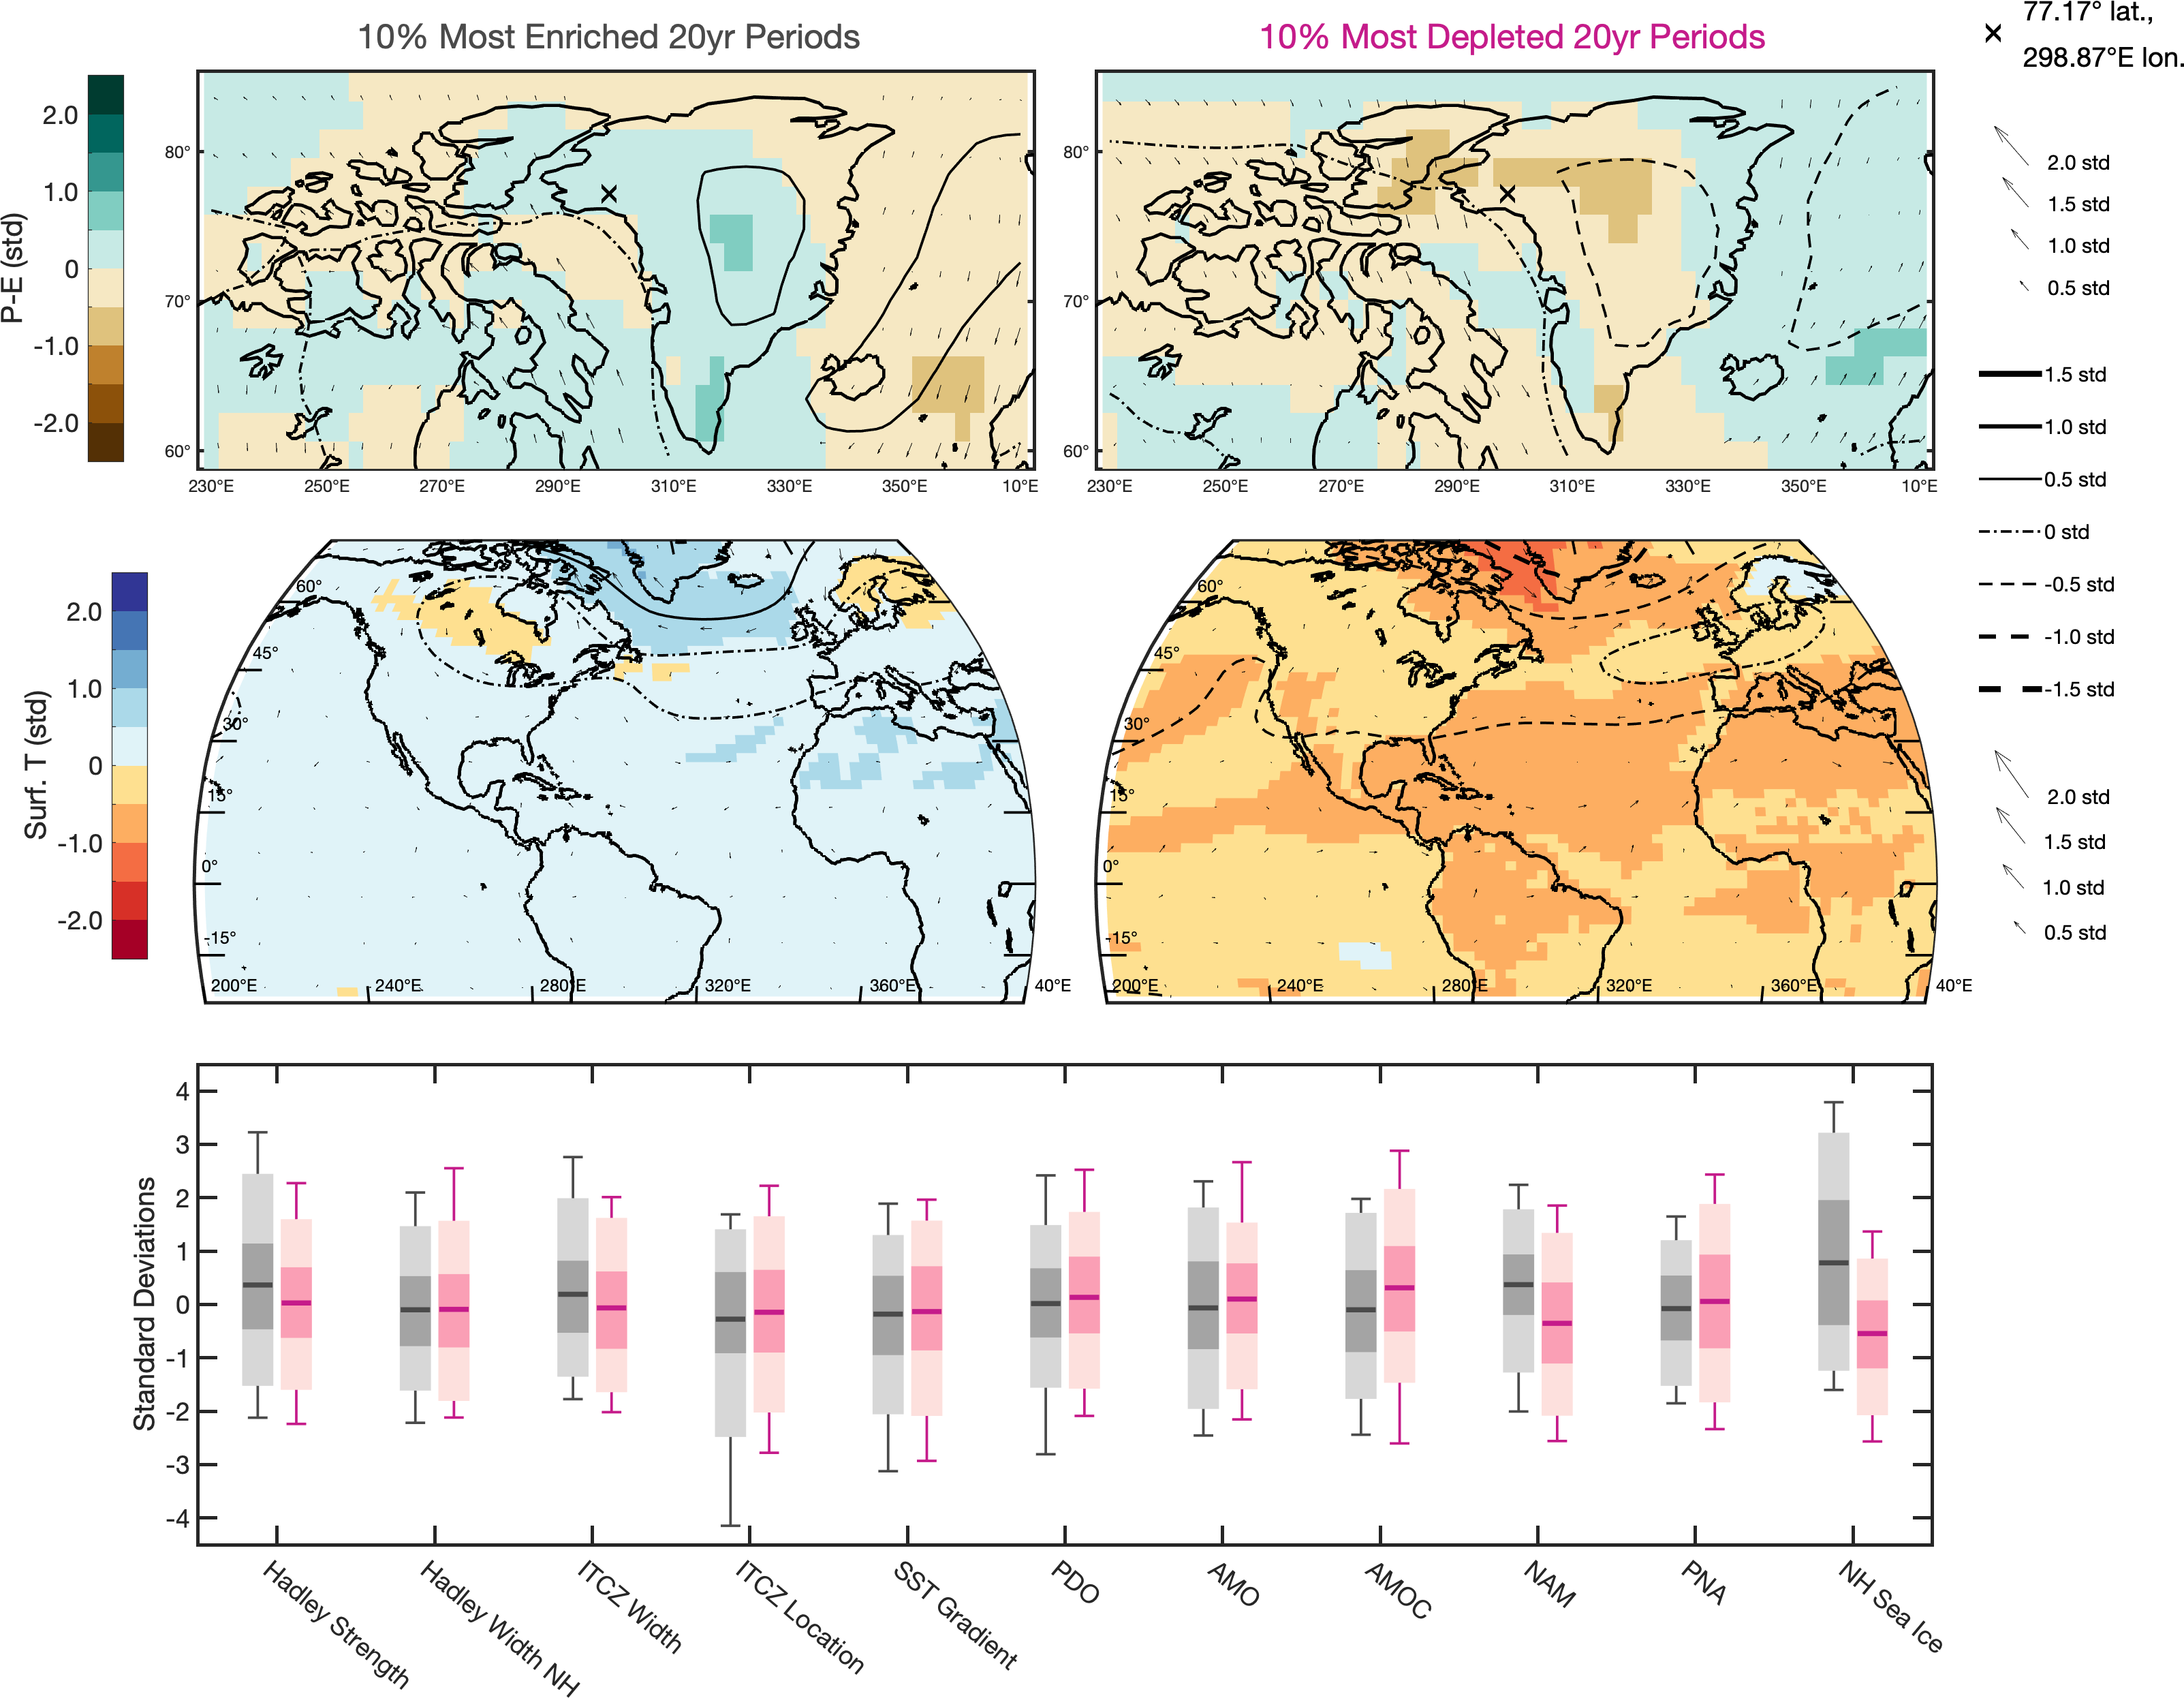 10% Most Enriched 20yr Periods
10% Most Depleted 20yr Periods
77.17° lat.,
298.87°E lon.
P-E (std)
2.0
1.0
0
-1.0
-2.0
80°
70°
60°
230°E 250°E 270°E 290°E 310°E 330°E 350°E 10°E
80°
70°
60°
230°E 250°E 270°E 290°E 310°E 330°E 350°E 10°E
2.0 std
1.5 std
1.0 std
0.5 std
1.5 std
1.0 std
0.5 std
0 std
-0.5 std
-1.0 std
-1.5 std
Surf. T (std)
2.0
1.0
0
-1.0
-2.0
60°
45°
30°
15°
0°
-15°
200°E 240°E 280°E 320°E 360°E 40°E
60°
45°
30°
15°
0°
-15°
200°E 240°E 280°E 320°E 360°E 40°E
2.0 std
1.5 std
1.0 std
0.5 std
Standard Deviations
4
3
2
1
0
-1
-2
-3
-4
Hadley Strength
Hadley Width NH
ITCZ Width
ITCZ Location
SST Gradient
PDO
AMO
AMOC
NAM
PNA
NH Sea Ice